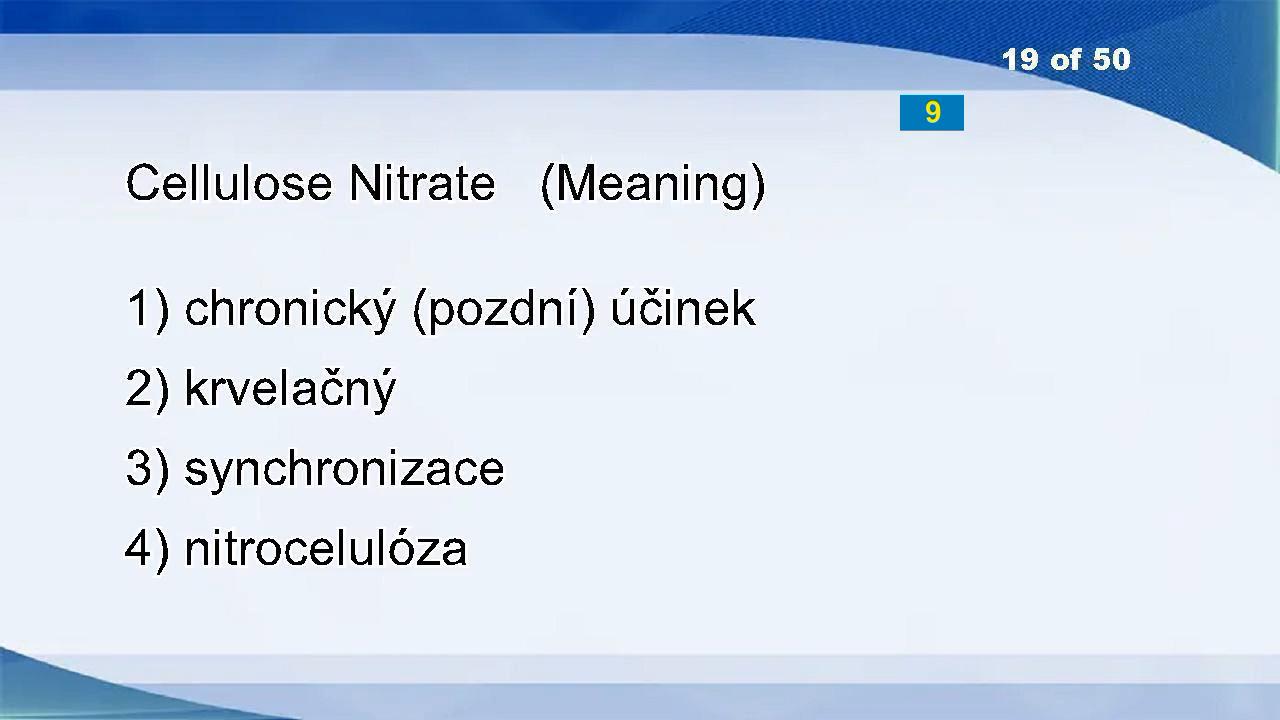 19 of 50
9
Cellulose Nitrate (Meaning)
1) chronický (pozdní) účinek
2) krvelačný
3) synchronizace
4) nitrocelulóza